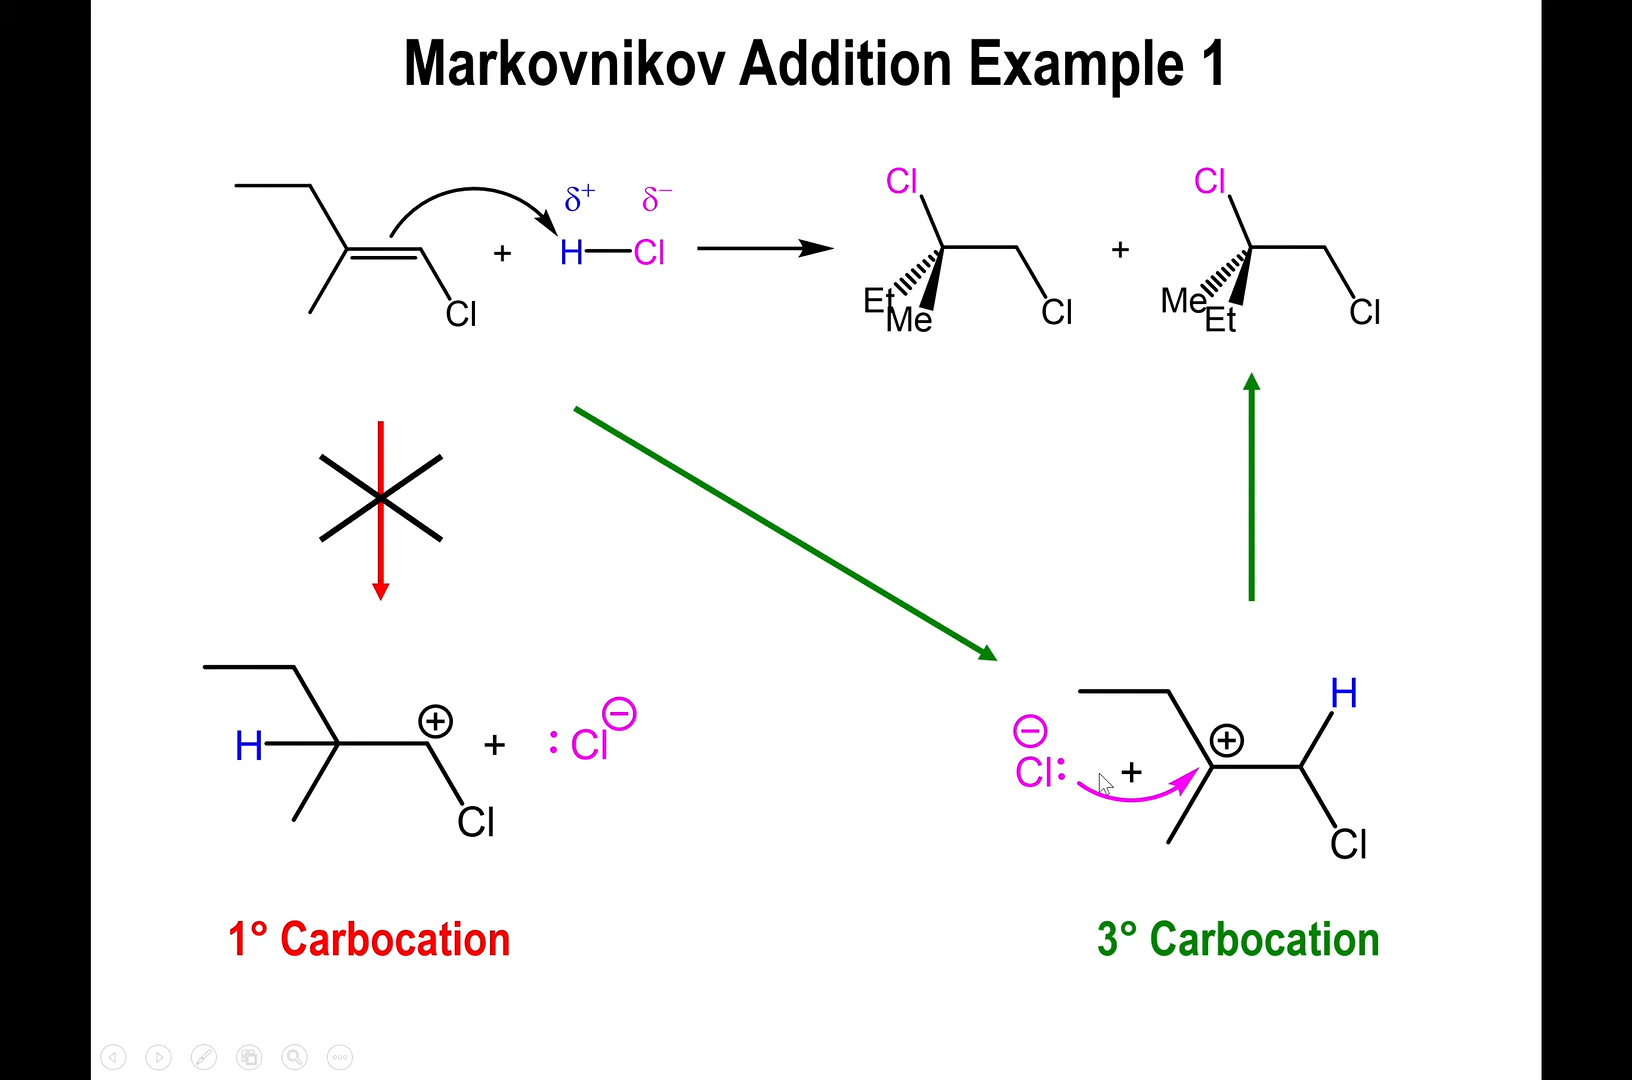 Markovnikov Addition Example 1
Cl
+
H—Cl
δ+ δ−
Cl
Et
Me
Cl
+
Cl
Me
Et
Cl
H
⊕
Cl
+
:Cl ⊖
⊖
Cl:
+
⊕
H
Cl
1° Carbocation
3° Carbocation